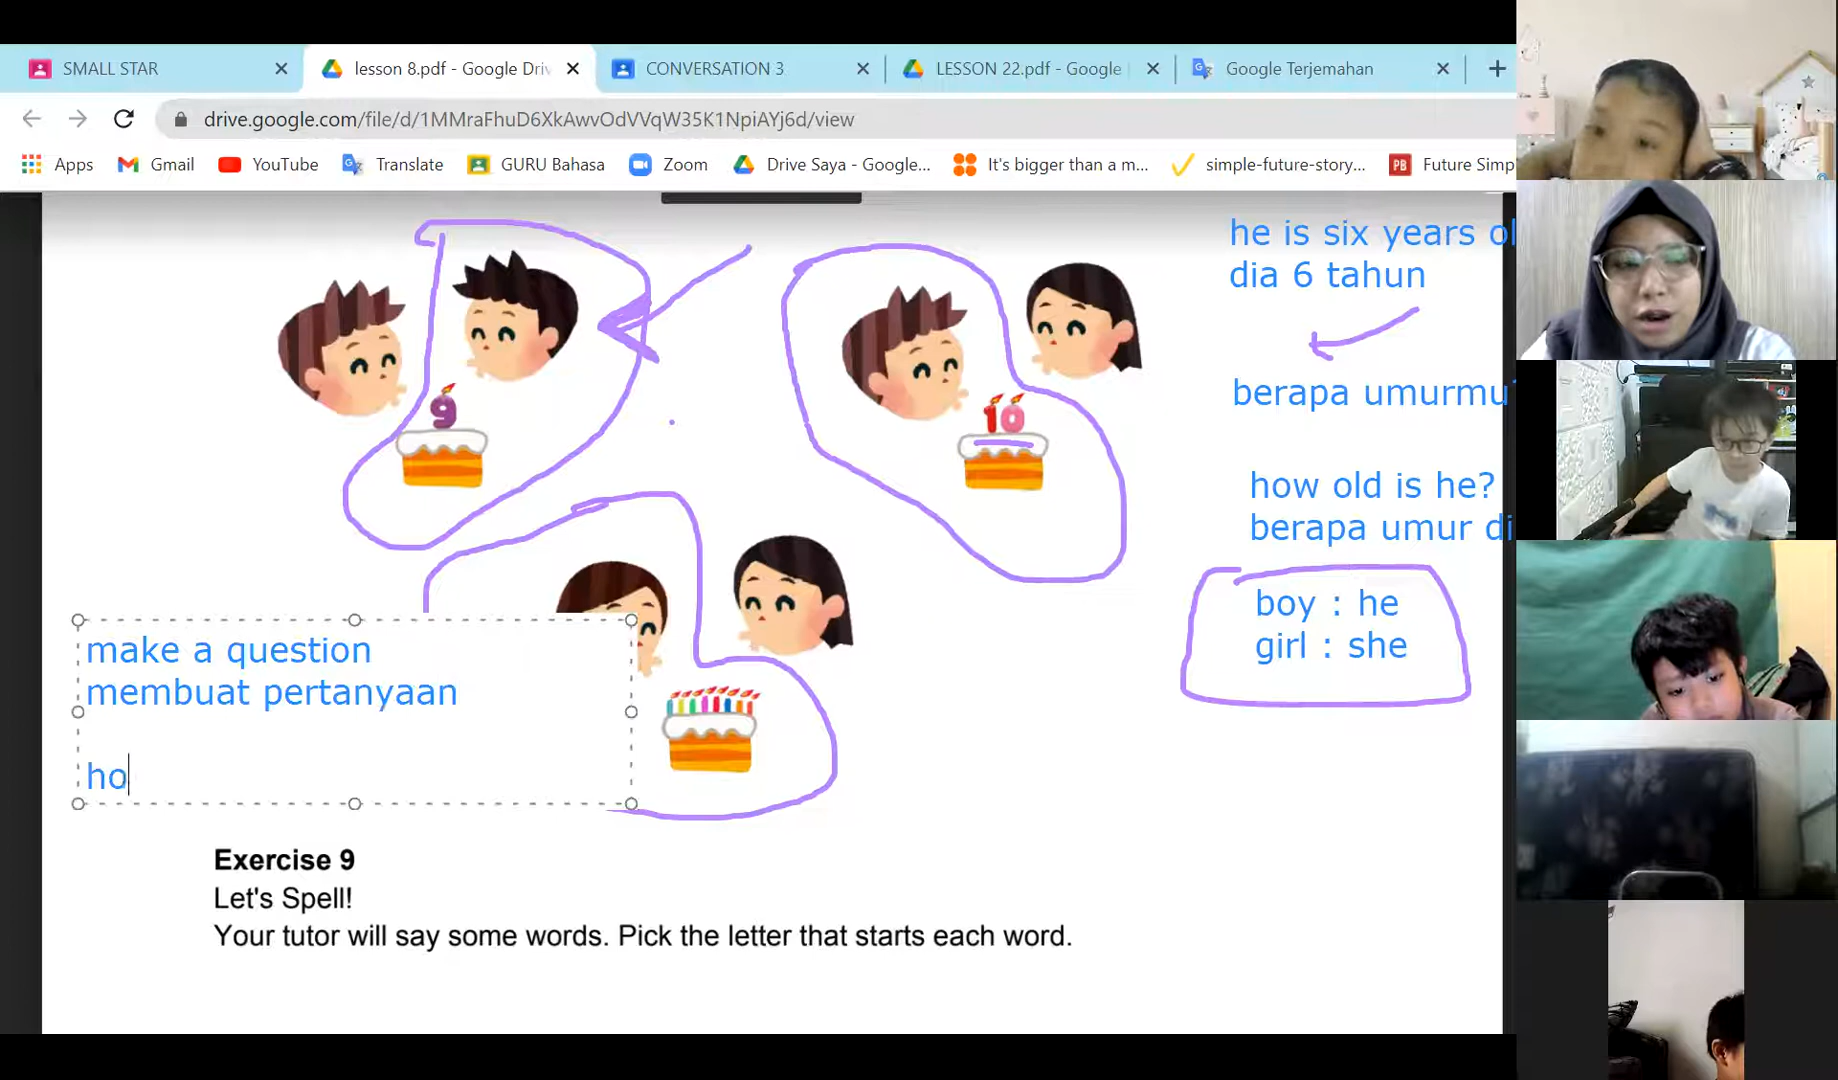 SMALL STAR
lesson 8.pdf - Google Driv
CONVERSATION 3
LESSON 22.pdf - Google
Google Terjemahan
drive.google.com/file/d/1MMraFhuD6XkAwvOdVVqW35K1NpiAYj6d/view
Apps
Gmail
YouTube
Translate
GURU Bahasa
Zoom
Drive Saya - Google...
It's bigger than a m...
simple-future-story...
PB
Future Simp
he is six years ol
dia 6 tahun
berapa umurmu?
9
10
how old is he?
berapa umur di
boy : he
girl : she
make a question
membuat pertanyaan
ho
Exercise 9
Let's Spell!
Your tutor will say some words. Pick the letter that starts each word.